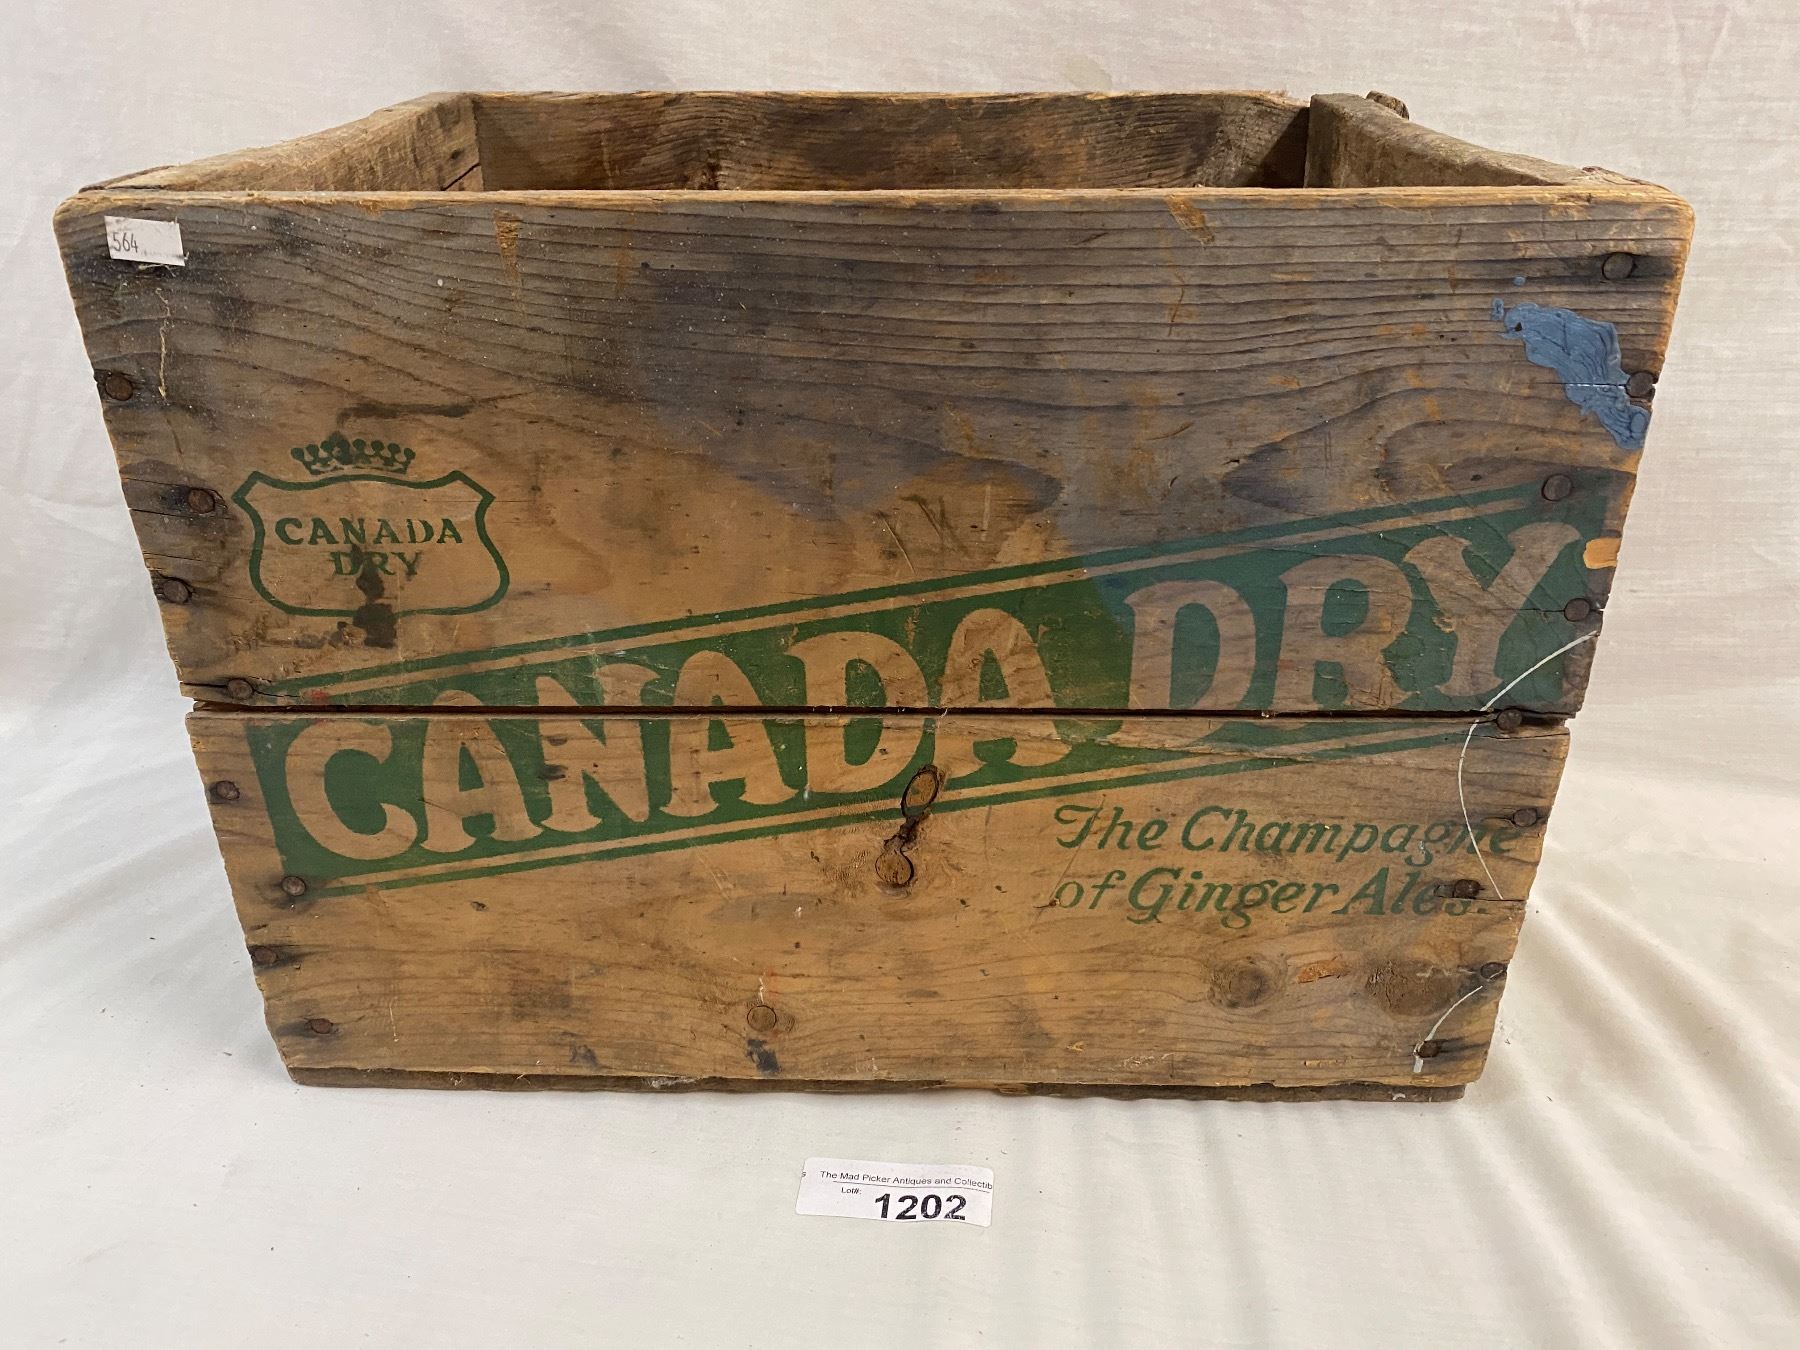 564
CANADA
DRY
CANADA DRY
The Champagne
of Ginger Ales.
s The Mad Picker Antiques and Collectib
Lot#: 1202